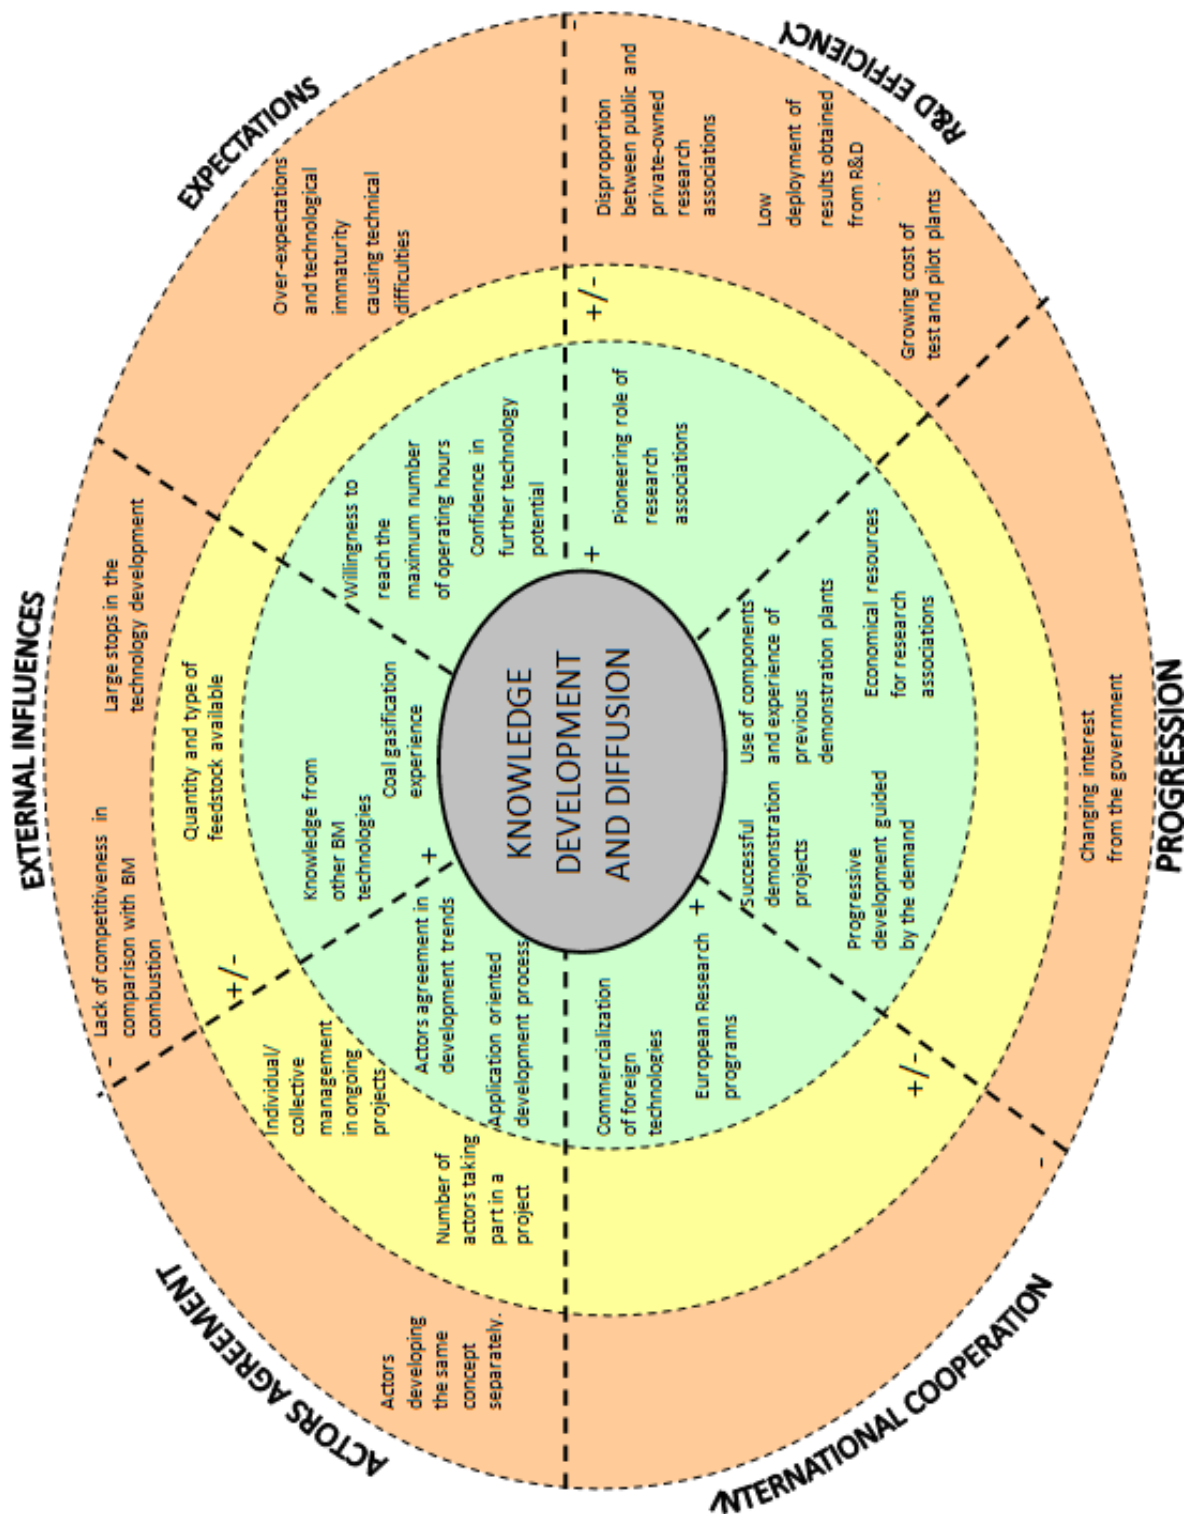 EXTERNAL INFLUENCES
Lack of competitiveness in
comparison with BM
combustion
Large stops in the
technology development
-
+/-
Quantity and type of
feedstock available
Knowledge from
other BM
technologies
Coal gasification
experience
+
EXPECTATIONS
Over-expectations
and technological
immaturity
causing technical
difficulties
Willingness to
reach the
maximum number
of operating hours
Confidence in
further technology
potential
R&D EFFICIENCY
-
Disproportion
between public and
private-owned
research
associations
Low
deployment of
results obtained
from R&D
Growing cost of
test and pilot plants
+/-
Pioneering role of
research
associations
+
KNOWLEDGE
DEVELOPMENT
AND DIFFUSION
ACTORS AGREEMENT
Actors
developing
the same
concept
separately.
Individual/
collective
management
in ongoing
projects
Number of
actors taking
part in a
project
Actors agreement in
development trends
Application oriented
development process
INTERNATIONAL COOPERATION
-
+/-
Commercialization
of foreign
technologies
European Research
programs
+
PROGRESSION
Changing interest
from the government
Successful
demonstration
projects
Use of components
and experience of
previous
demonstration plants
Progressive
development guided
by the demand
Economical resources
for research
associations